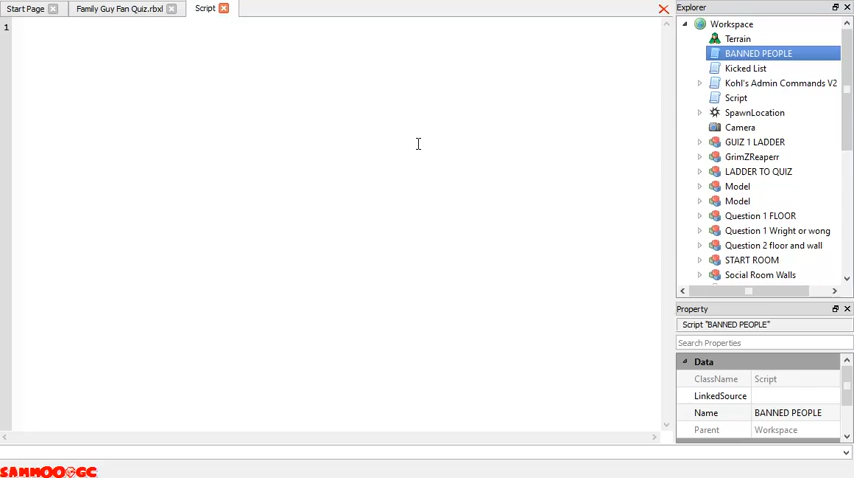 Start Page
Family Guy Fan Quiz.rbxl
Script
1
Explorer
Workspace
Terrain
BANNED PEOPLE
Kicked List
Kohl's Admin Commands V2
Script
SpawnLocation
Camera
GUIZ 1 LADDER
GrimZReaperr
LADDER TO QUIZ
Model
Model
Question 1 FLOOR
Question 1 Wright or wong
Question 2 floor and wall
START ROOM
Social Room Walls
Property
Script "BANNED PEOPLE"
Search Properties
Data
ClassName Script
LinkedSource
Name BANNED PEOPLE
Parent Workspace